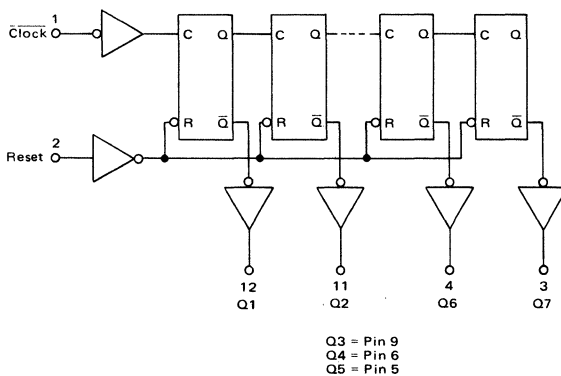 1
Clock
C Q C Q C Q C Q
R Q R Q R Q R Q
2
Reset
12 11 4 3
Q1 Q2 Q6 Q7
Q3 = Pin 9
Q4 = Pin 6
Q5 = Pin 5